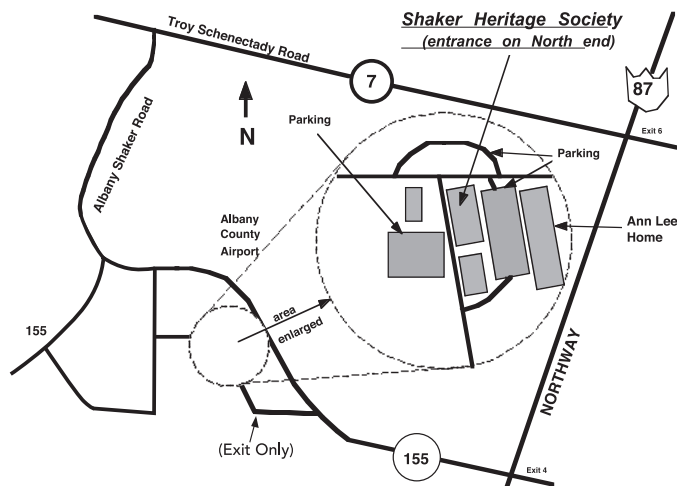 Shaker Heritage Society
(entrance on North end)
Troy Schenectady Road
7
87
N
Exit 6
Parking
Parking
Albany Shaker Road
Albany
County
Airport
Ann Lee
Home
area
enlarged
155
NORTHWAY
(Exit Only)
155
Exit 4